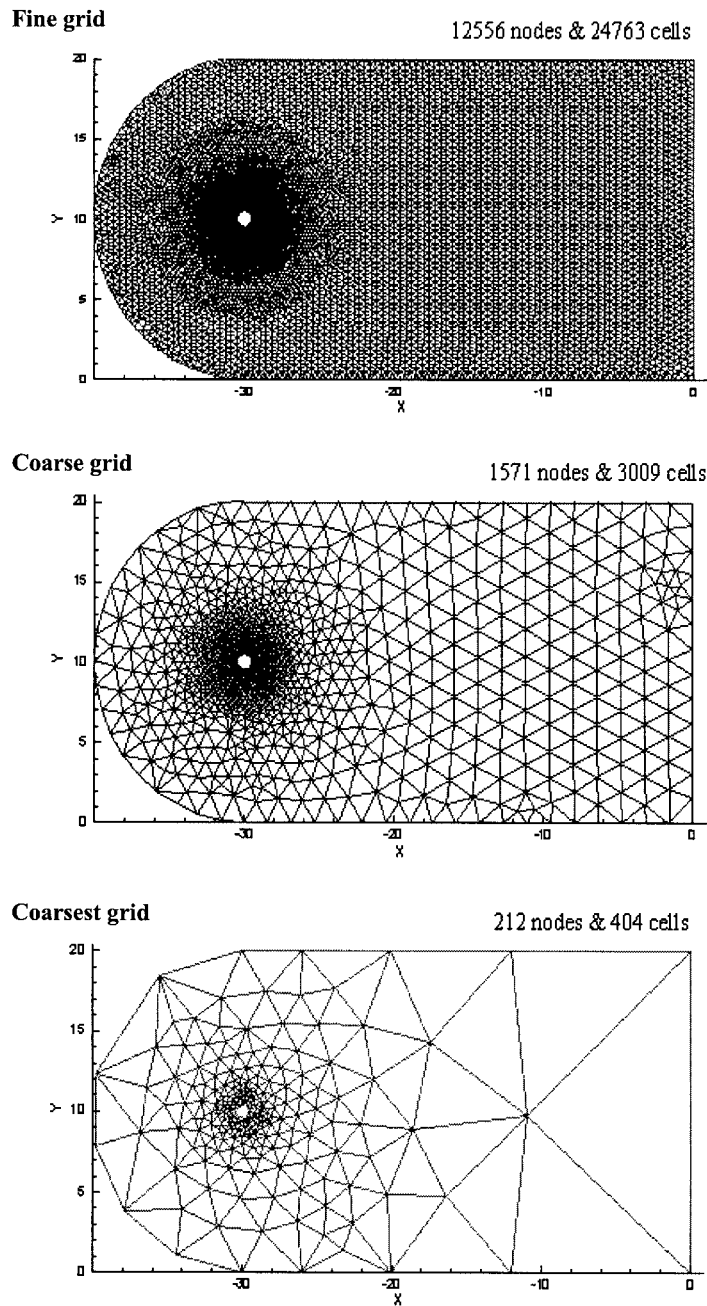 Fine grid
12556 nodes & 24763 cells
20
15
10
5
0
Y
-30
-20
-10
0
X
Coarse grid
1571 nodes & 3009 cells
20
15
10
5
0
Y
-30
-20
-10
0
X
Coarsest grid
212 nodes & 404 cells
20
15
10
5
0
Y
-30
-20
-10
0
X